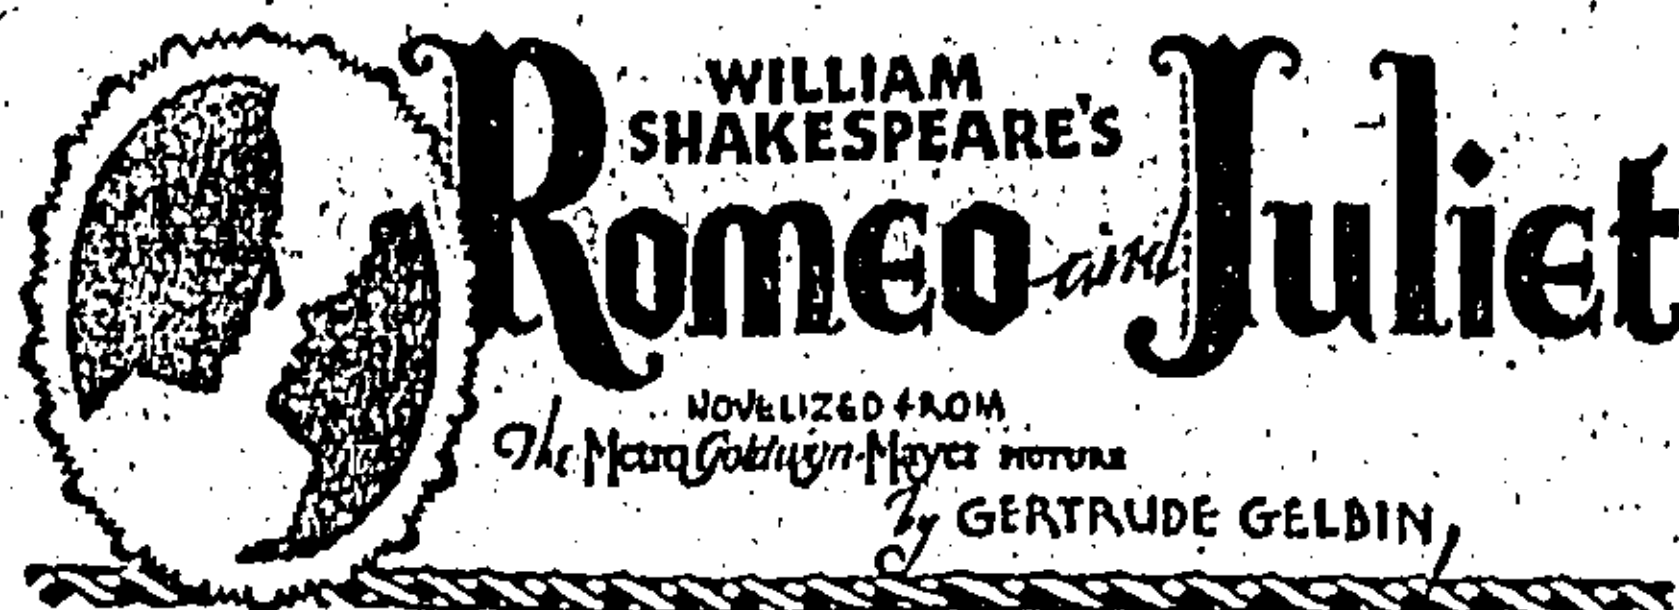 WILLIAM
SHAKESPEARE'S
Romeo and Juliet
NOVELIZED FROM
The Metro Goldwyn-Mayer PICTURE
by GERTRUDE GELBIN